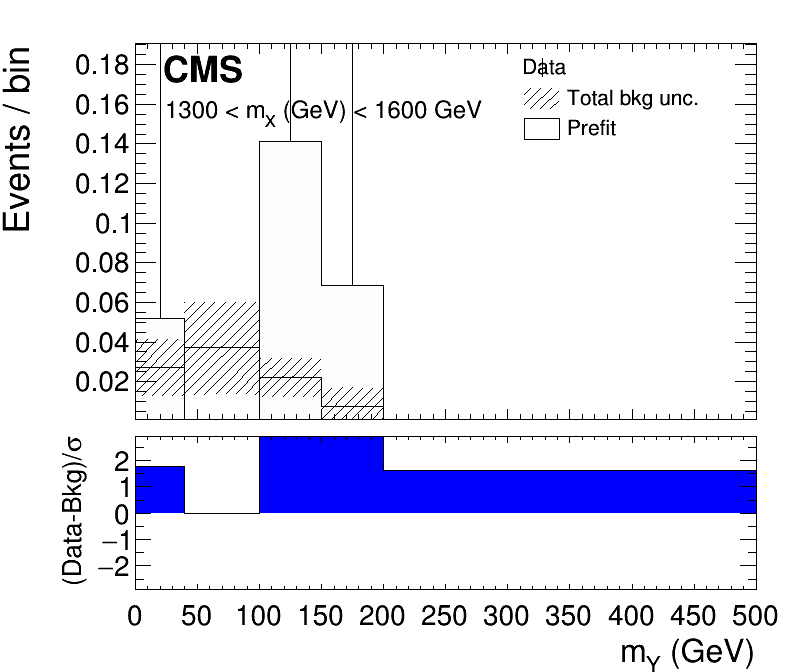 Events / bin
0.18
0.16
0.14
0.12
0.1
0.08
0.06
0.04
0.02
CMS
1300 < mX (GeV) < 1600 GeV
Data
Total bkg unc.
Prefit
(Data-Bkg)/σ
2
1
0
−1
−2
0 50 100 150 200 250 300 350 400 450 500
mY (GeV)